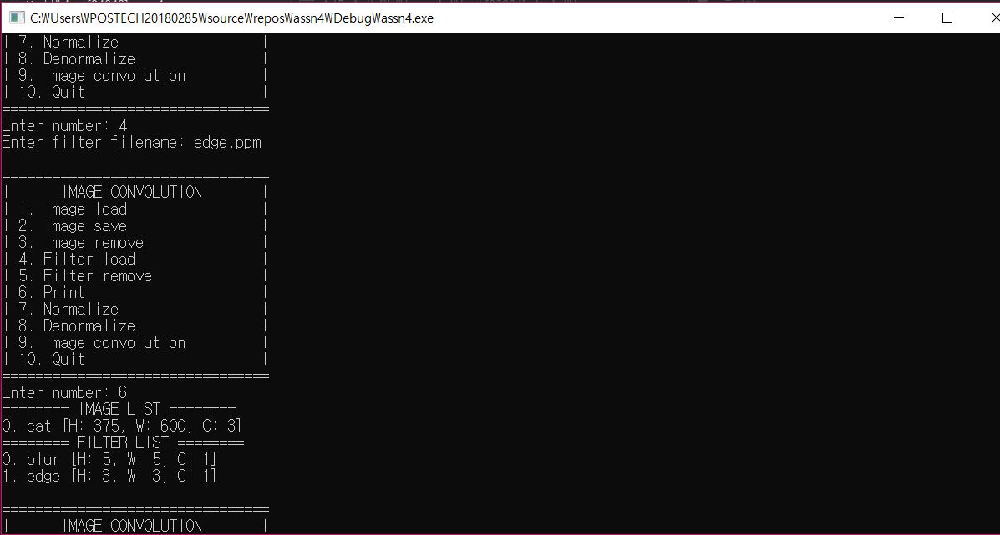 C:₩Users₩POSTECH20180285₩source₩repos₩assn4₩Debug₩assn4.exe
| 7. Normalize |
| 8. Denormalize |
| 9. Image convolution |
| 10. Quit |
================================
Enter number: 4
Enter filter filename: edge.ppm
================================
| IMAGE CONVOLUTION |
| 1. Image load |
| 2. Image save |
| 3. Image remove |
| 4. Filter load |
| 5. Filter remove |
| 6. Print |
| 7. Normalize |
| 8. Denormalize |
| 9. Image convolution |
| 10. Quit |
================================
Enter number: 6
======== IMAGE LIST ========
0. cat [H: 375, W: 600, C: 3]
======== FILTER LIST ========
0. blur [H: 5, W: 5, C: 1]
1. edge [H: 3, W: 3, C: 1]
================================
| IMAGE CONVOLUTION |